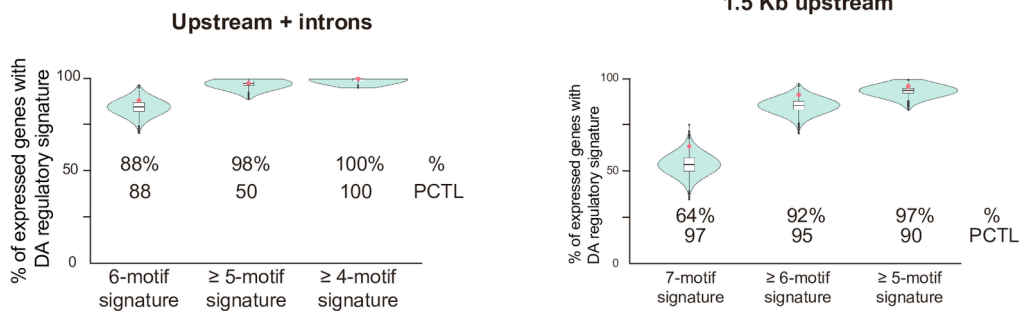 Upstream + introns
% of expressed genes with
DA regulatory signature
100
50
0
88%
98%
100%
%
88
50
100
PCTL
6-motif
signature
≥ 5-motif
signature
≥ 4-motif
signature
1.5 Kb upstream
% of expressed genes with
DA regulatory signature
100
50
0
64%
92%
97%
%
97
95
90
PCTL
7-motif
signature
≥ 6-motif
signature
≥ 5-motif
signature